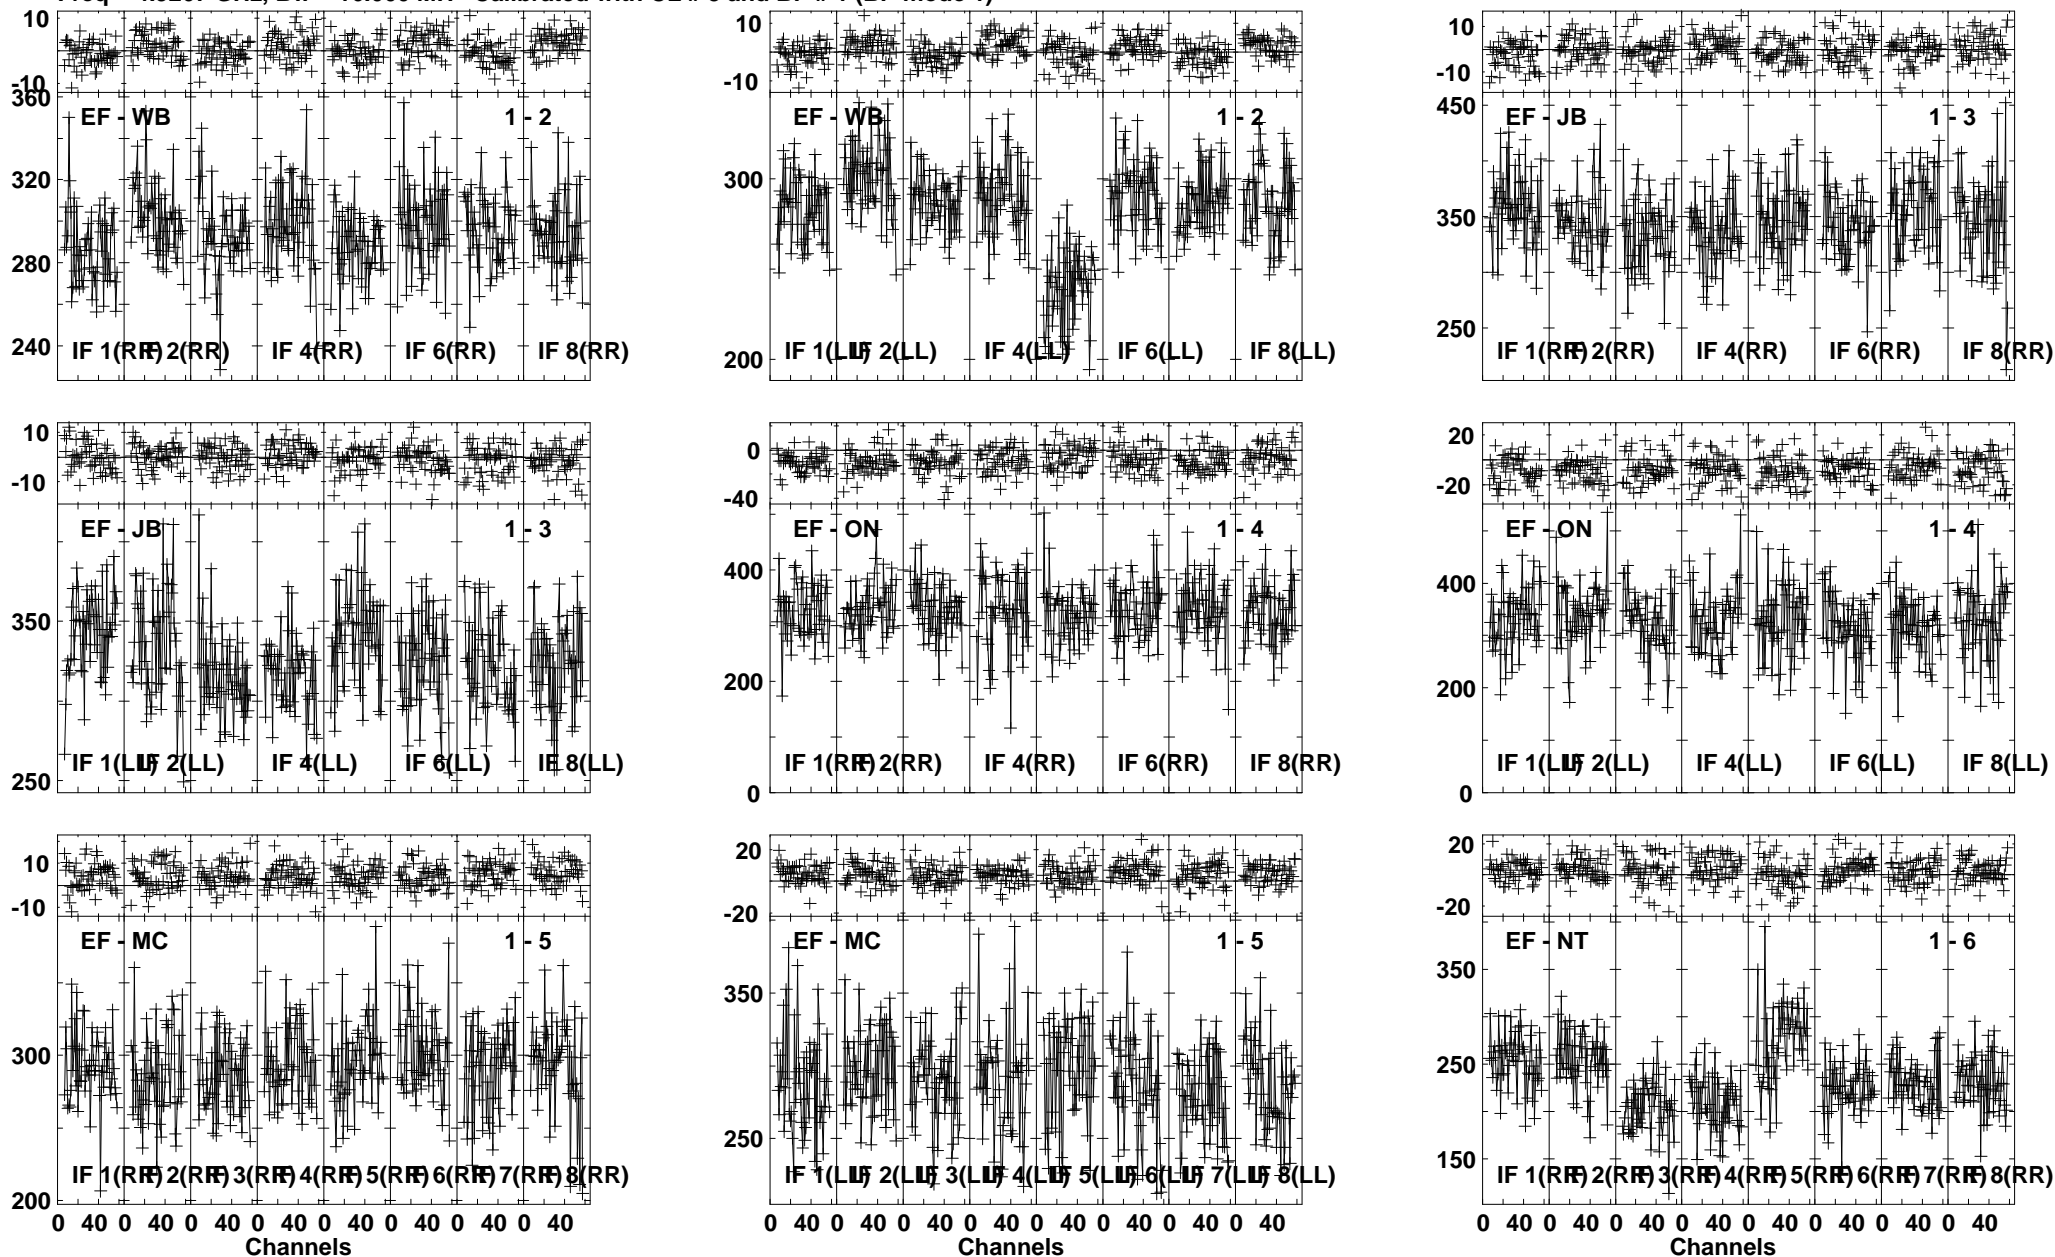 10
-10
360
320
280
240
EF - WB
1 - 2
IF 1(RR)
2(RR)
IF 4(RR)
IF 6(RR)
IF 8(RR)
10
-10
300
200
EF - WB
1 - 2
IF 1(LL)
2(LL)
IF 4(LL)
IF 6(LL)
IF 8(LL)
10
-10
450
350
250
EF - JB
1 - 3
IF 1(RR)
2(RR)
IF 4(RR)
IF 6(RR)
IF 8(RR)
10
-10
350
250
EF - JB
1 - 3
IF 1(LL)
2(LL)
IF 4(LL)
IF 6(LL)
IF 8(LL)
0
-40
400
200
0
EF - ON
1 - 4
IF 1(RR)
2(RR)
IF 4(RR)
IF 6(RR)
IF 8(RR)
20
-20
400
200
0
EF - ON
1 - 4
IF 1(LL)
2(LL)
IF 4(LL)
IF 6(LL)
IF 8(LL)
10
-10
300
200
EF - MC
1 - 5
IF 1(RR)
IF 2(RR)
IF 3(RR)
IF 4(RR)
IF 5(RR)
IF 6(RR)
IF 7(RR)
IF 8(RR)
0 40 0 40 0 40 0 40 0 40 0 40 0 40 0 40
Channels
20
-20
350
250
EF - MC
1 - 5
IF 1(LL)
IF 2(LL)
IF 3(LL)
IF 4(LL)
IF 5(LL)
IF 6(LL)
IF 7(LL)
IF 8(LL)
0 40 0 40 0 40 0 40 0 40 0 40 0 40 0 40
Channels
20
-20
350
250
150
EF - NT
1 - 6
IF 1(RR)
IF 2(RR)
IF 3(RR)
IF 4(RR)
IF 5(RR)
IF 6(RR)
IF 7(RR)
IF 8(RR)
0 40 0 40 0 40 0 40 0 40 0 40 0 40 0 40
Channels